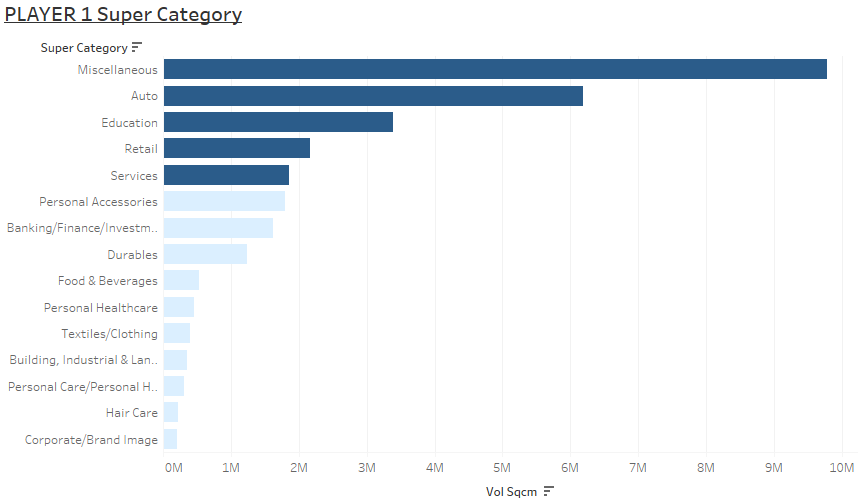 PLAYER 1 Super Category
Super Category
Miscellaneous
Auto
Education
Retail
Services
Personal Accessories
Banking/Finance/Investm..
Durables
Food & Beverages
Personal Healthcare
Textiles/Clothing
Building, Industrial & Lan..
Personal Care/Personal H..
Hair Care
Corporate/Brand Image
0M 1M 2M 3M 4M 5M 6M 7M 8M 9M 10M
Vol Sqcm